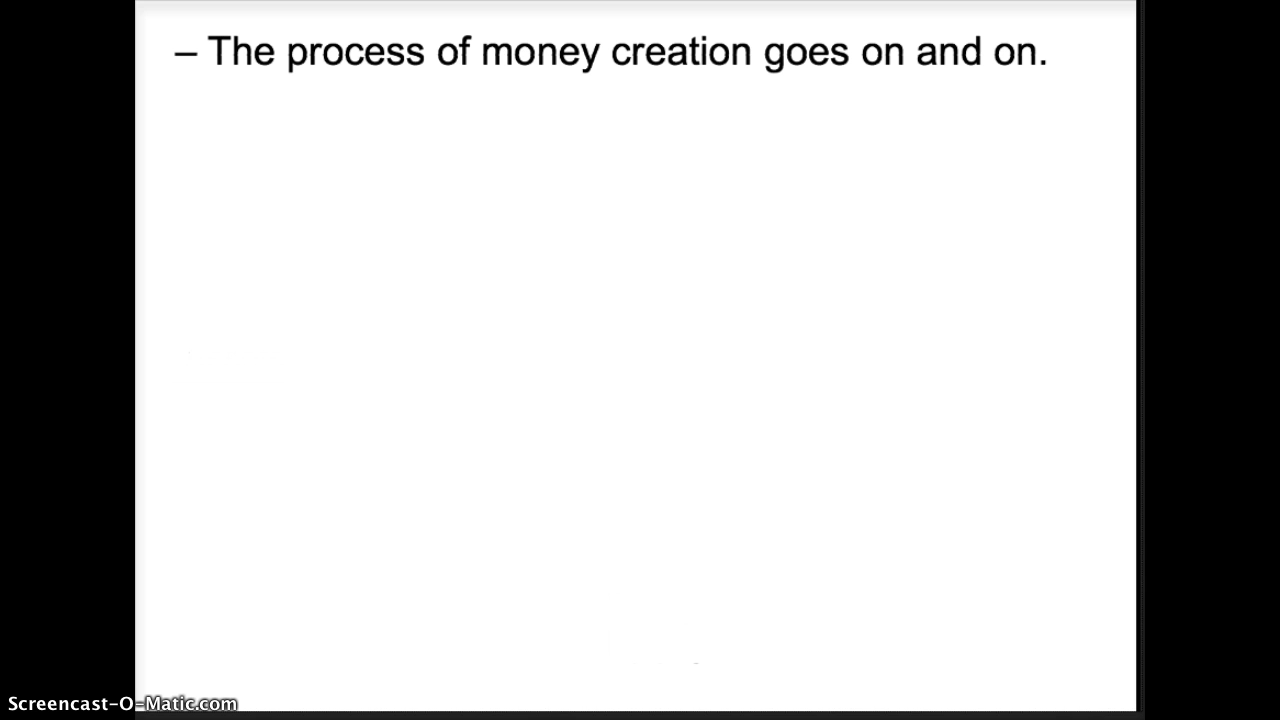 – The process of money creation goes on and on.
Screencast-O-Matic.com